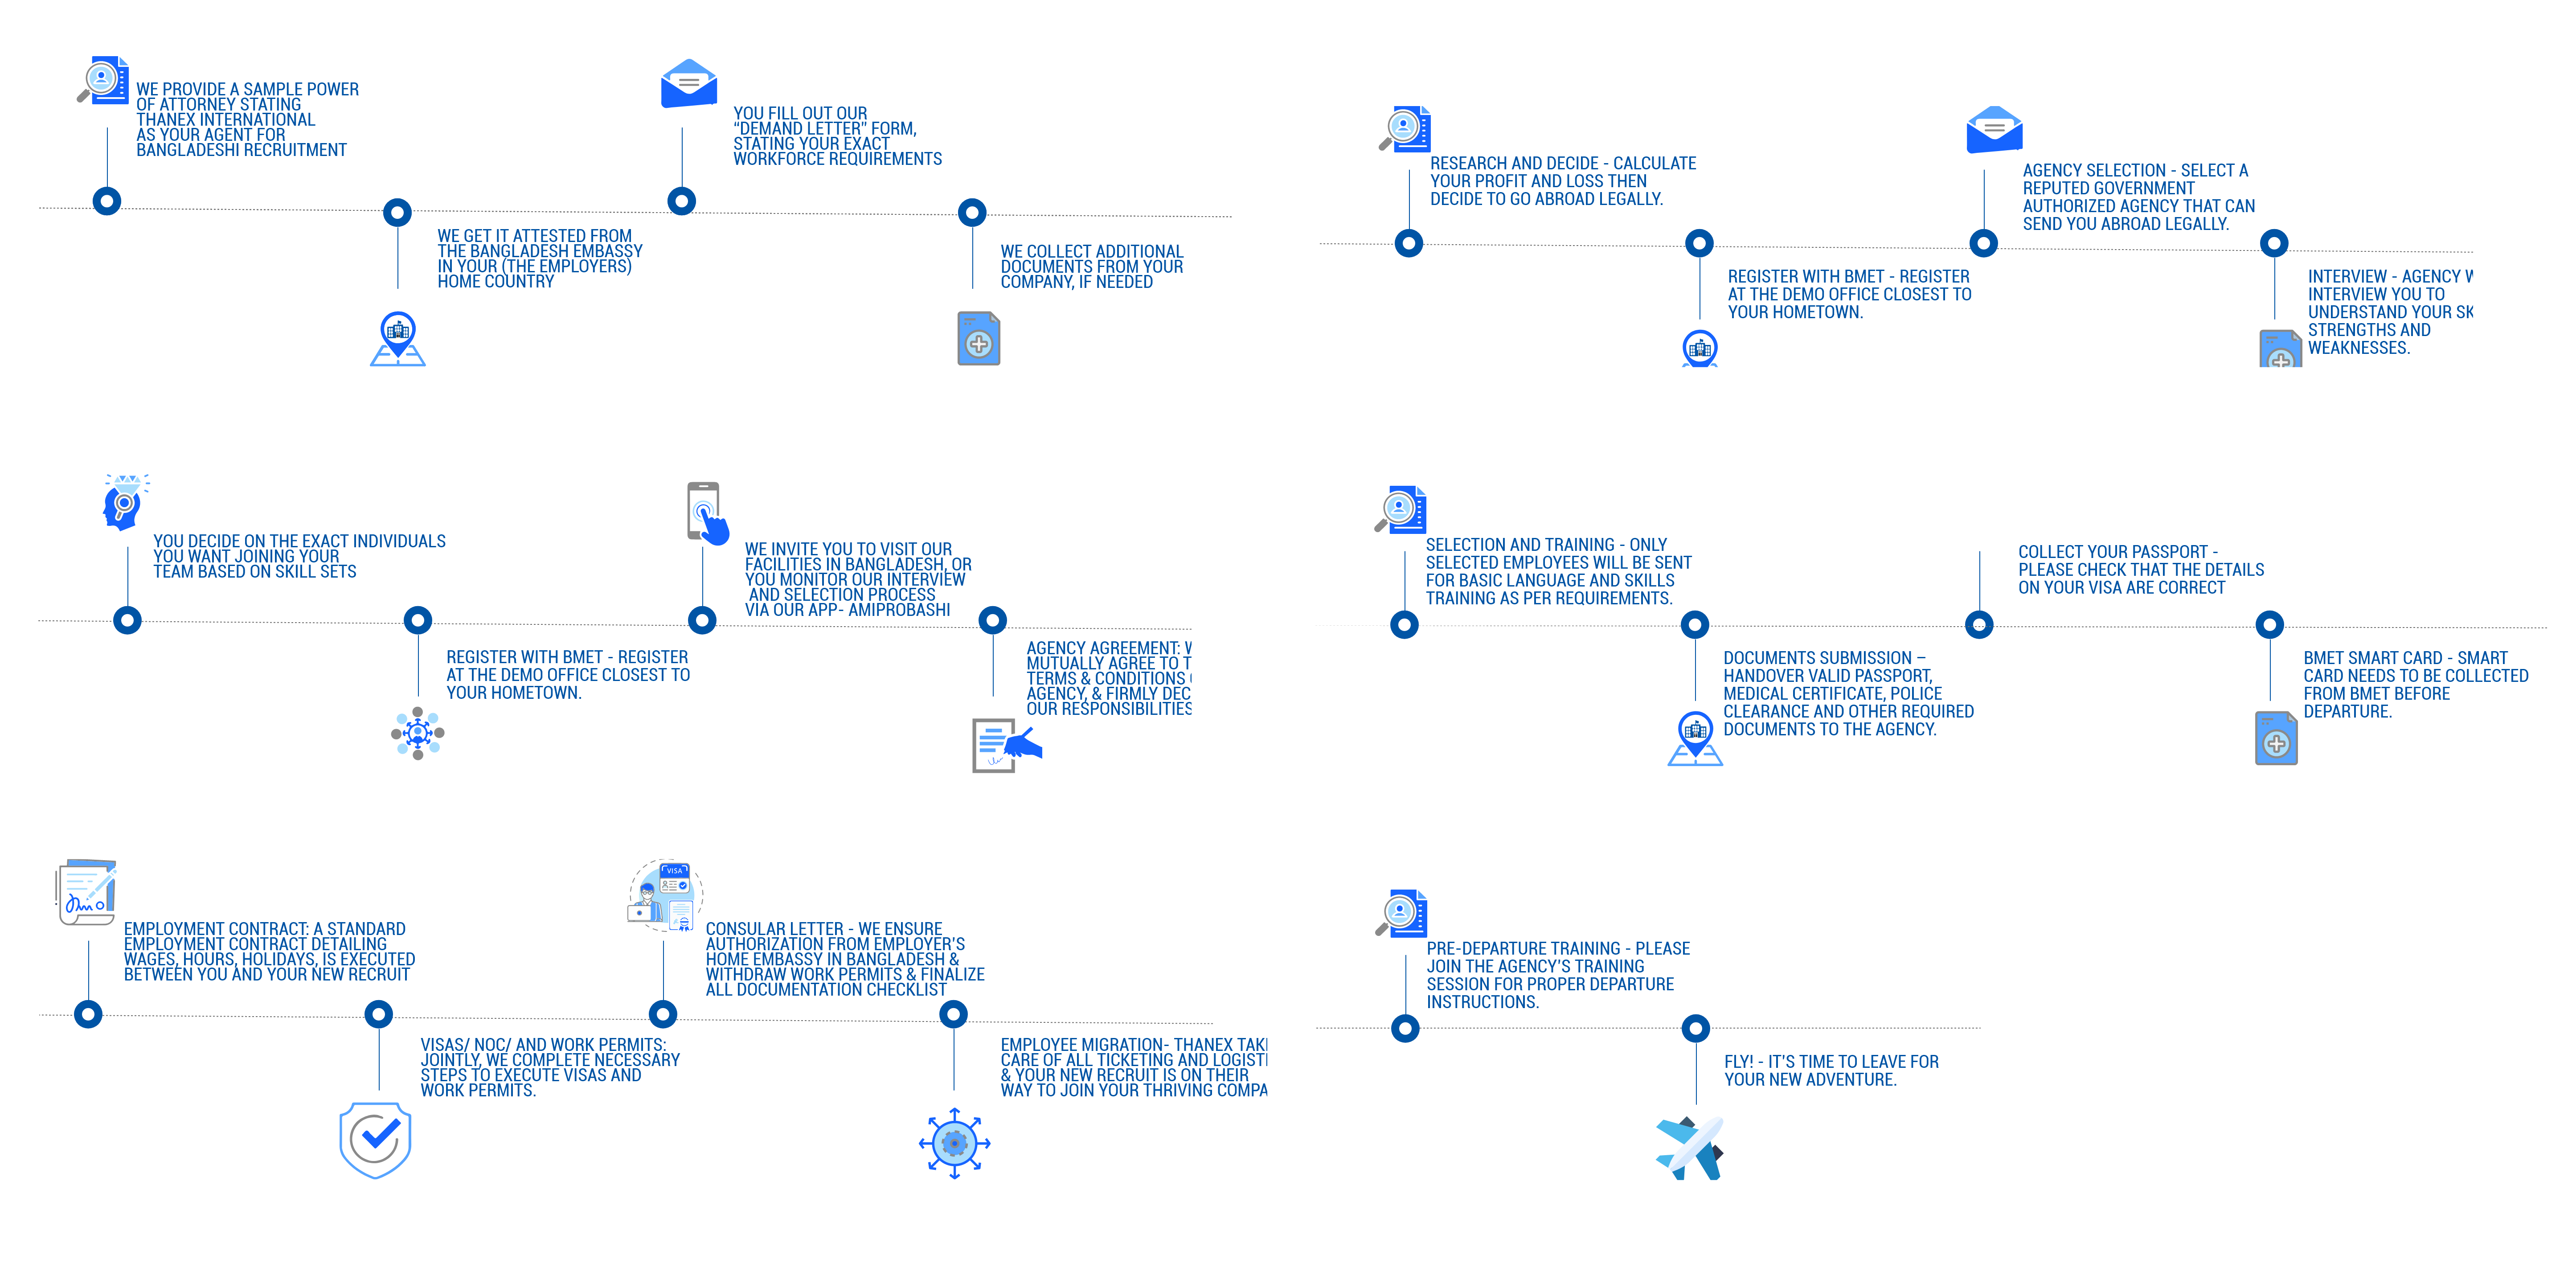 WE PROVIDE A SAMPLE POWER
OF ATTORNEY STATING
THANEX INTERNATIONAL
AS YOUR AGENT FOR
BANGLADESHI RECRUITMENT
WE GET IT ATTESTED FROM
THE BANGLADESH EMBASSY
IN YOUR (THE EMPLOYERS)
HOME COUNTRY
YOU FILL OUT OUR
“DEMAND LETTER” FORM,
STATING YOUR EXACT
WORKFORCE REQUIREMENTS
WE COLLECT ADDITIONAL
DOCUMENTS FROM YOUR
COMPANY, IF NEEDED
YOU DECIDE ON THE EXACT INDIVIDUALS
YOU WANT JOINING YOUR
TEAM BASED ON SKILL SETS
REGISTER WITH BMET - REGISTER
AT THE DEMO OFFICE CLOSEST TO
YOUR HOMETOWN.
WE INVITE YOU TO VISIT OUR
FACILITIES IN BANGLADESH, OR
YOU MONITOR OUR INTERVIEW
AND SELECTION PROCESS
VIA OUR APP- AMIPROBASHI
AGENCY AGREEMENT:
MUTUALLY AGREE TO
TERMS & CONDITIONS
AGENCY, & FIRMLY DEC
OUR RESPONSIBILITIES
EMPLOYMENT CONTRACT: A STANDARD
EMPLOYMENT CONTRACT DETAILING
WAGES, HOURS, HOLIDAYS, IS EXECUTED
BETWEEN YOU AND YOUR NEW RECRUIT
VISAS/ NOC/ AND WORK PERMITS:
JOINTLY, WE COMPLETE NECESSARY
STEPS TO EXECUTE VISAS AND
WORK PERMITS.
VISA
CONSULAR LETTER - WE ENSURE
AUTHORIZATION FROM EMPLOYER'S
HOME EMBASSY IN BANGLADESH &
WITHDRAW WORK PERMITS & FINALIZE
ALL DOCUMENTATION CHECKLIST
EMPLOYEE MIGRATION- THANEX TAK
CARE OF ALL TICKETING AND LOGIST
& YOUR NEW RECRUIT IS ON THEIR
WAY TO JOIN YOUR THRIVING COMPA
RESEARCH AND DECIDE - CALCULATE
YOUR PROFIT AND LOSS THEN
DECIDE TO GO ABROAD LEGALLY.
REGISTER WITH BMET - REGISTER
AT THE DEMO OFFICE CLOSEST TO
YOUR HOMETOWN.
AGENCY SELECTION - SELECT A
REPUTED GOVERNMENT
AUTHORIZED AGENCY THAT CAN
SEND YOU ABROAD LEGALLY.
INTERVIEW - AGENCY
INTERVIEW YOU TO
UNDERSTAND YOUR SK
STRENGTHS AND
WEAKNESSES.
SELECTION AND TRAINING - ONLY
SELECTED EMPLOYEES WILL BE SENT
FOR BASIC LANGUAGE AND SKILLS
TRAINING AS PER REQUIREMENTS.
DOCUMENTS SUBMISSION –
HANDOVER VALID PASSPORT,
MEDICAL CERTIFICATE, POLICE
CLEARANCE AND OTHER REQUIRED
DOCUMENTS TO THE AGENCY.
COLLECT YOUR PASSPORT -
PLEASE CHECK THAT THE DETAILS
ON YOUR VISA ARE CORRECT
BMET SMART CARD - SMART
CARD NEEDS TO BE COLLECTED
FROM BMET BEFORE
DEPARTURE.
PRE-DEPARTURE TRAINING - PLEASE
JOIN THE AGENCY'S TRAINING
SESSION FOR PROPER DEPARTURE
INSTRUCTIONS.
FLY! - IT'S TIME TO LEAVE FOR
YOUR NEW ADVENTURE.